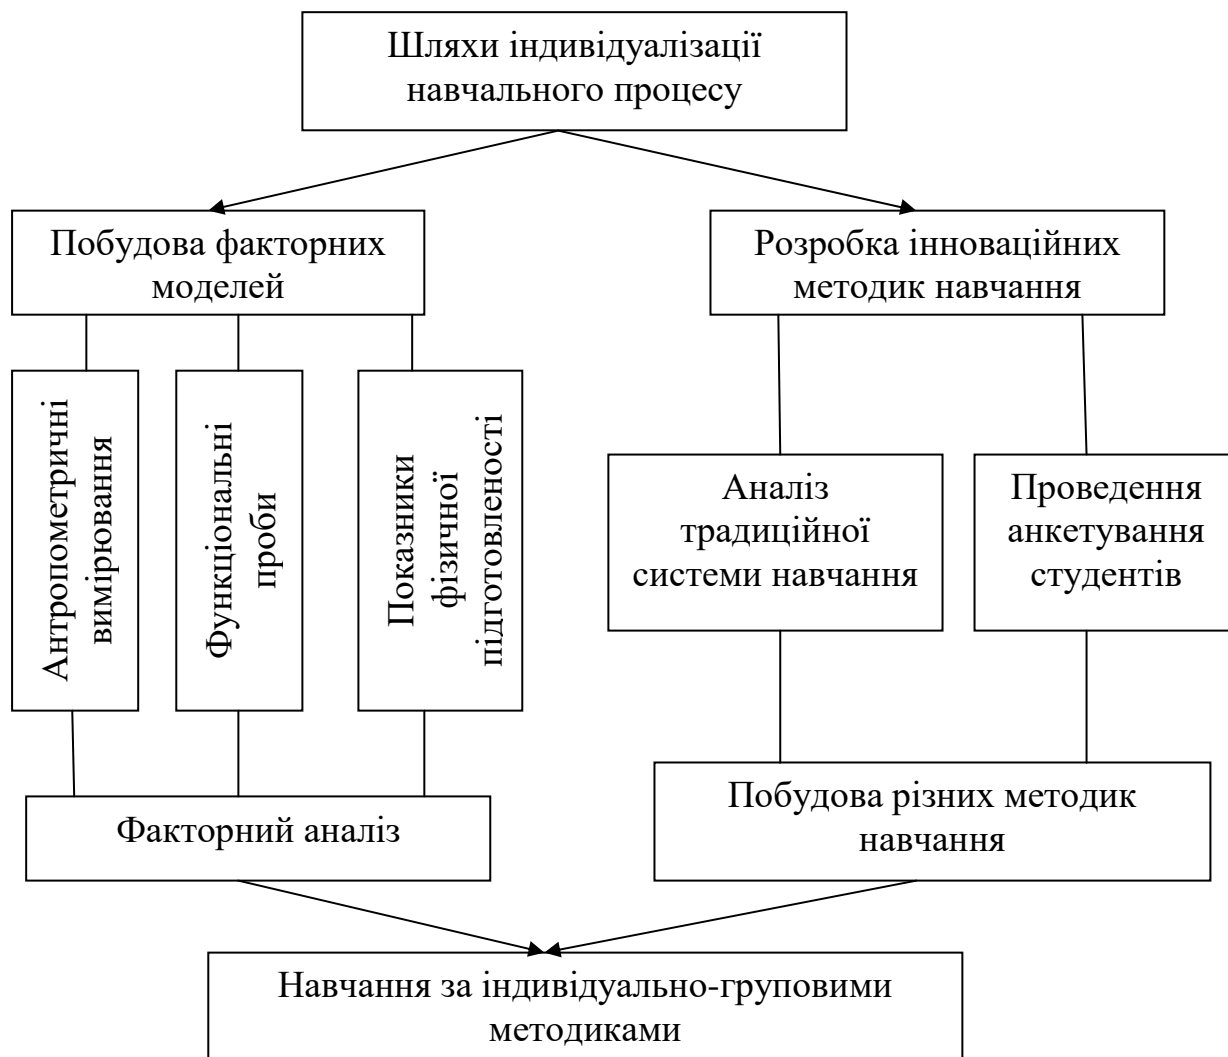 Шляхи індивідуалізації
навчального процесу
Побудова факторних
моделей
Розробка інноваційних
методик навчання
Антропометричні
вимірювання
Функціональні
проби
Показники
фізичної
підготовленості
Аналіз
традиційної
системи навчання
Проведення
анкетування
студентів
Факторний аналіз
Побудова різних методик
навчання
Навчання за індивідуально-груповими
методиками